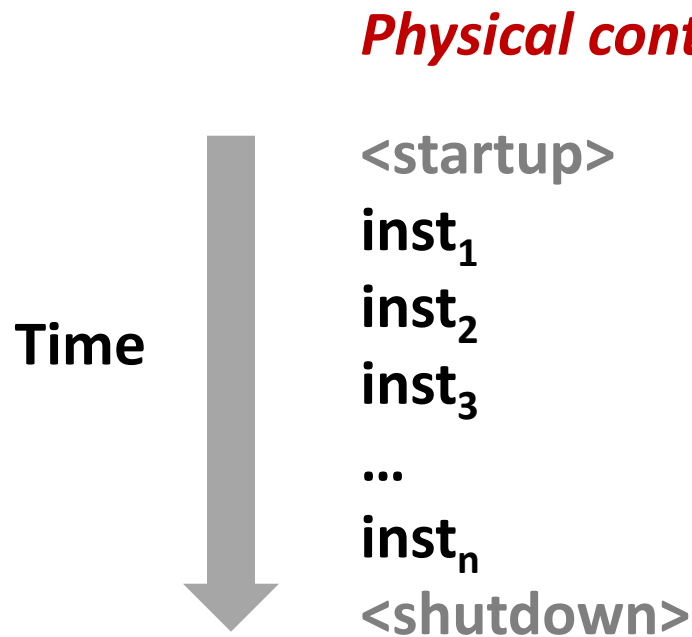 Physical cont
<startup>
inst₁
inst₂
Time
inst₃
...
instₙ
<shutdown>